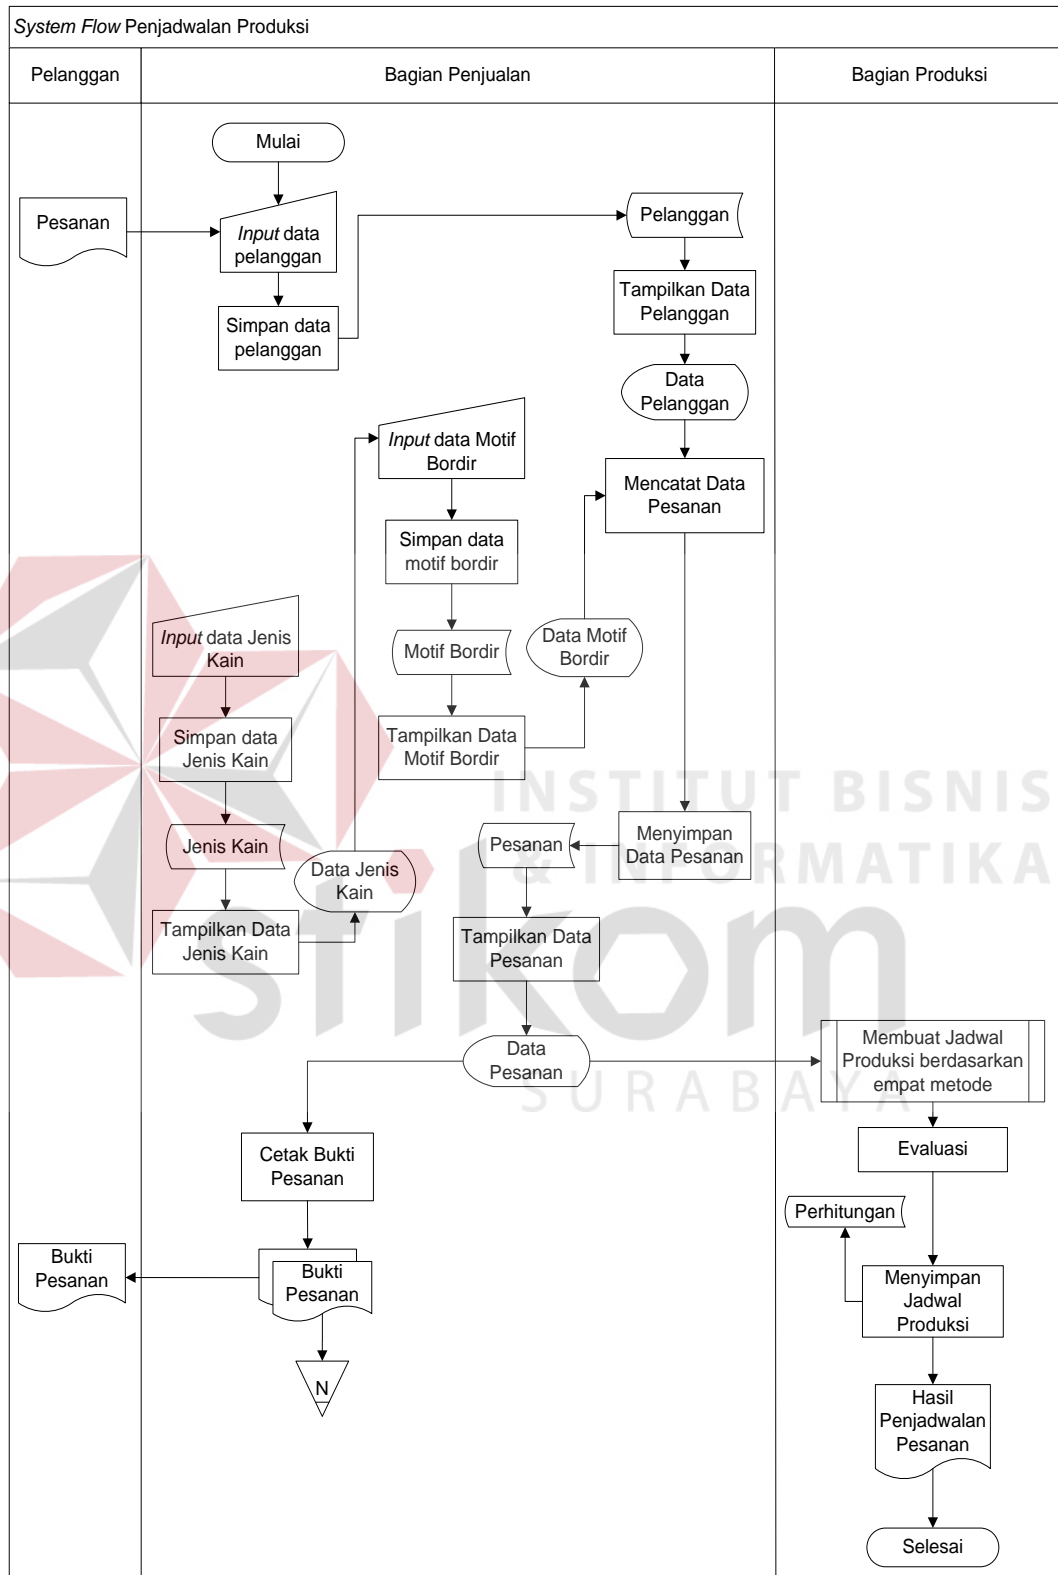 System Flow Penjadwalan Produksi
Pelanggan
Bagian Penjualan
Bagian Produksi
Mulai
Pesanan
Input data
pelanggan
Simpan data
pelanggan
Pelanggan
Tampilkan Data
Pelanggan
Data
Pelanggan
Input data Motif
Bordir
Mencatat Data
Pesanan
Simpan data
motif bordir
Input data Jenis
Kain
Motif Bordir
Data Motif
Bordir
Simpan data
Jenis Kain
Tampilkan Data
Motif Bordir
Jenis Kain
Data Jenis
Kain
Pesanan
Menyimpan
Data Pesanan
Tampilkan Data
Jenis Kain
Tampilkan Data
Pesanan
Data
Pesanan
Membuat Jadwal
Produksi berdasarkan
empat metode
Cetak Bukti
Pesanan
Evaluasi
Perhitungan
Bukti
Pesanan
Bukti
Pesanan
Menyimpan
Jadwal
Produksi
N
Hasil
Penjadwalan
Pesanan
Selesai
INSTITUT BISNIS
& INFORMATIKA
stikom
SURABAYA